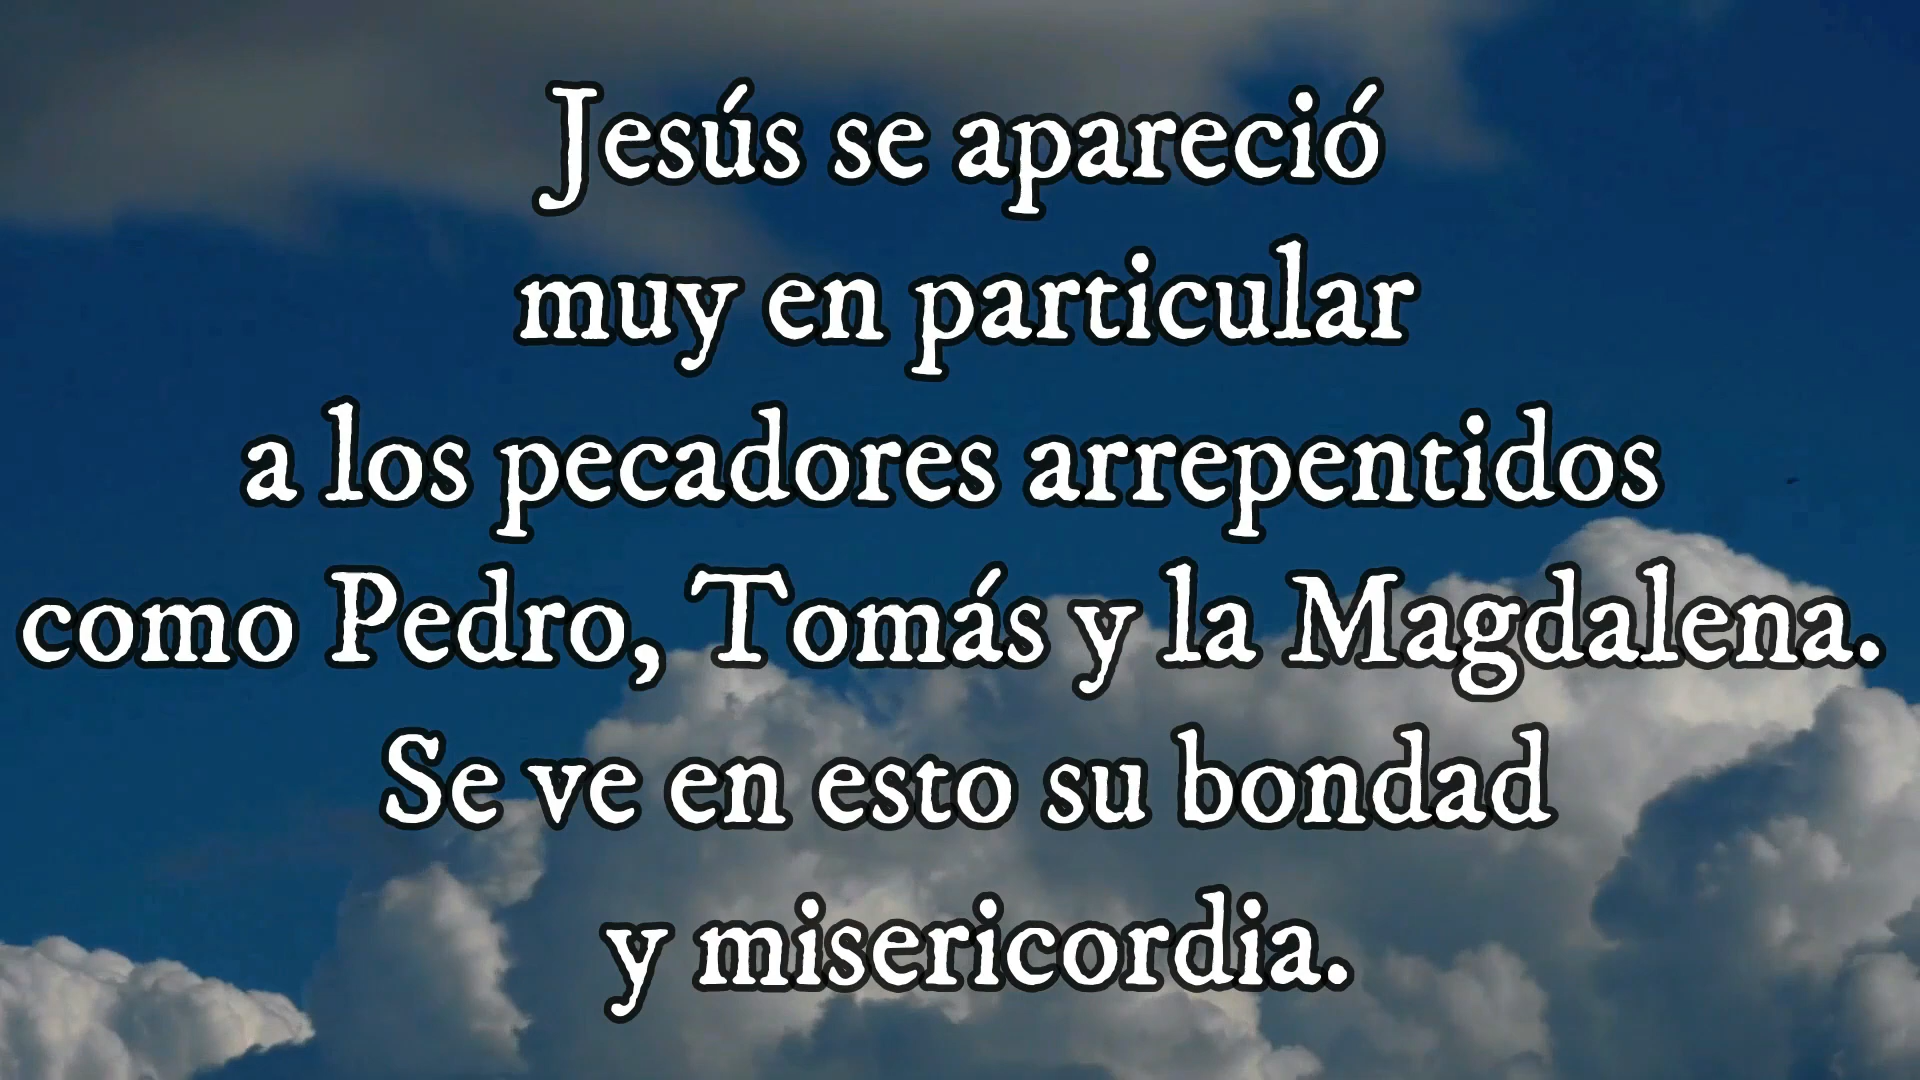 Jesús se apareció
muy en particular
a los pecadores arrepentidos
como Pedro, Tomás y la Magdalena.
Se ve en esto su bondad
y misericordia.